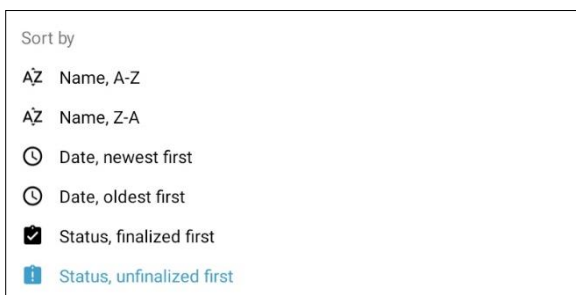 Sort by
Name, A-Z
Name, Z-A
Date, newest first
Date, oldest first
Status, finalized first
Status, unfinalized first